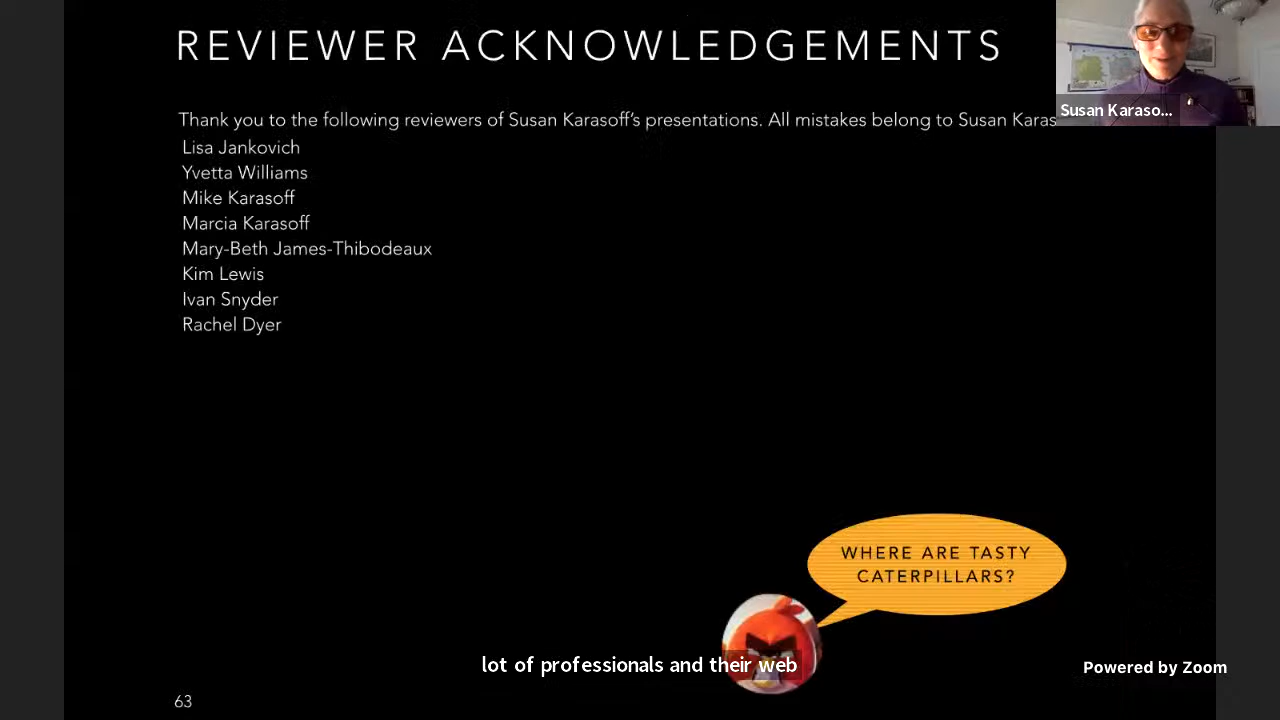 REVIEWER ACKNOWLEDGEMENTS
Thank you to the following reviewers of Susan Karasoff's presentations. All mistakes belong to Susan Karas
Susan Karaso...
Lisa Jankovich
Yvetta Williams
Mike Karasoff
Marcia Karasoff
Mary-Beth James-Thibodeaux
Kim Lewis
Ivan Snyder
Rachel Dyer
WHERE ARE TASTY
CATERPILLARS?
lot of professionals and their web
Powered by Zoom
63